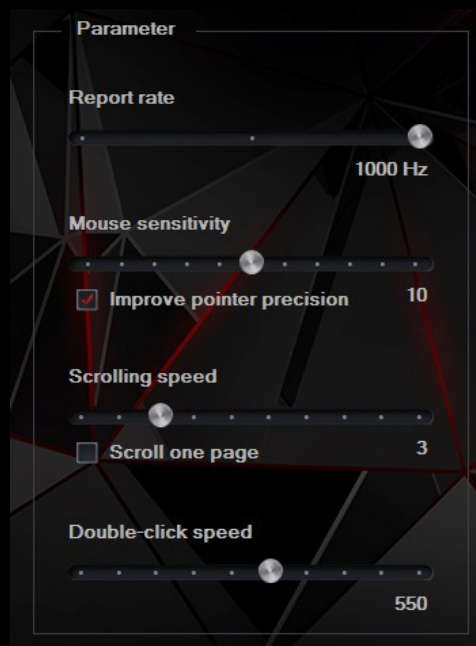 Parameter
Report rate
1000 Hz
Mouse sensitivity
Improve pointer precision 10
Scrolling speed
Scroll one page 3
Double-click speed
550